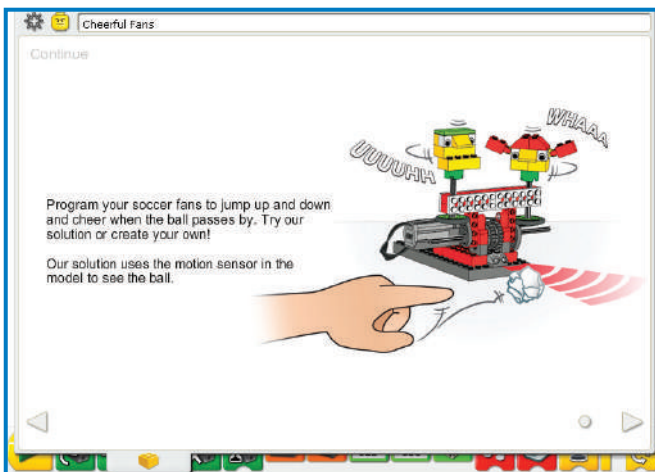 Cheerful Fans
Continue
UUUUHH
WHAAA
Program your soccer fans to jump up and down
and cheer when the ball passes by. Try our
solution or create your own!
Our solution uses the motion sensor in the
model to see the ball.